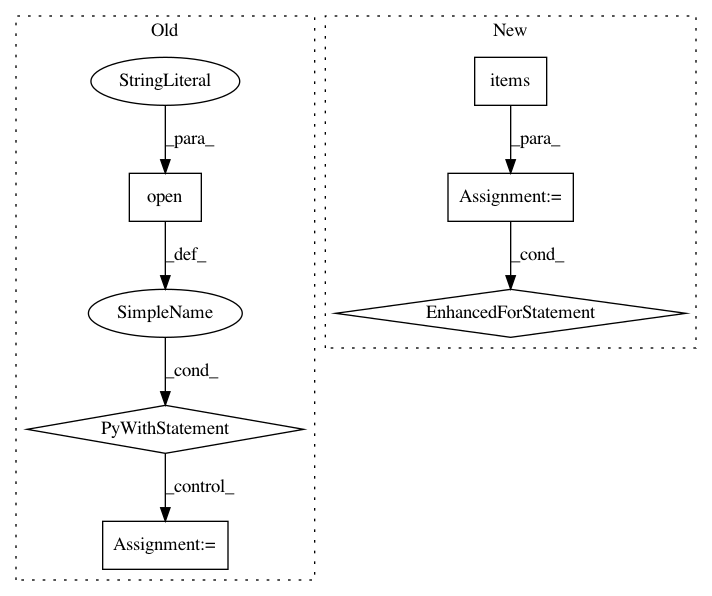 Old
StringLiteral
_para_
open
_def_
SimpleName
_cond_
PyWithStatement
_control_
Assignment:=
New
items
_para_
Assignment:=
_cond_
EnhancedForStatement